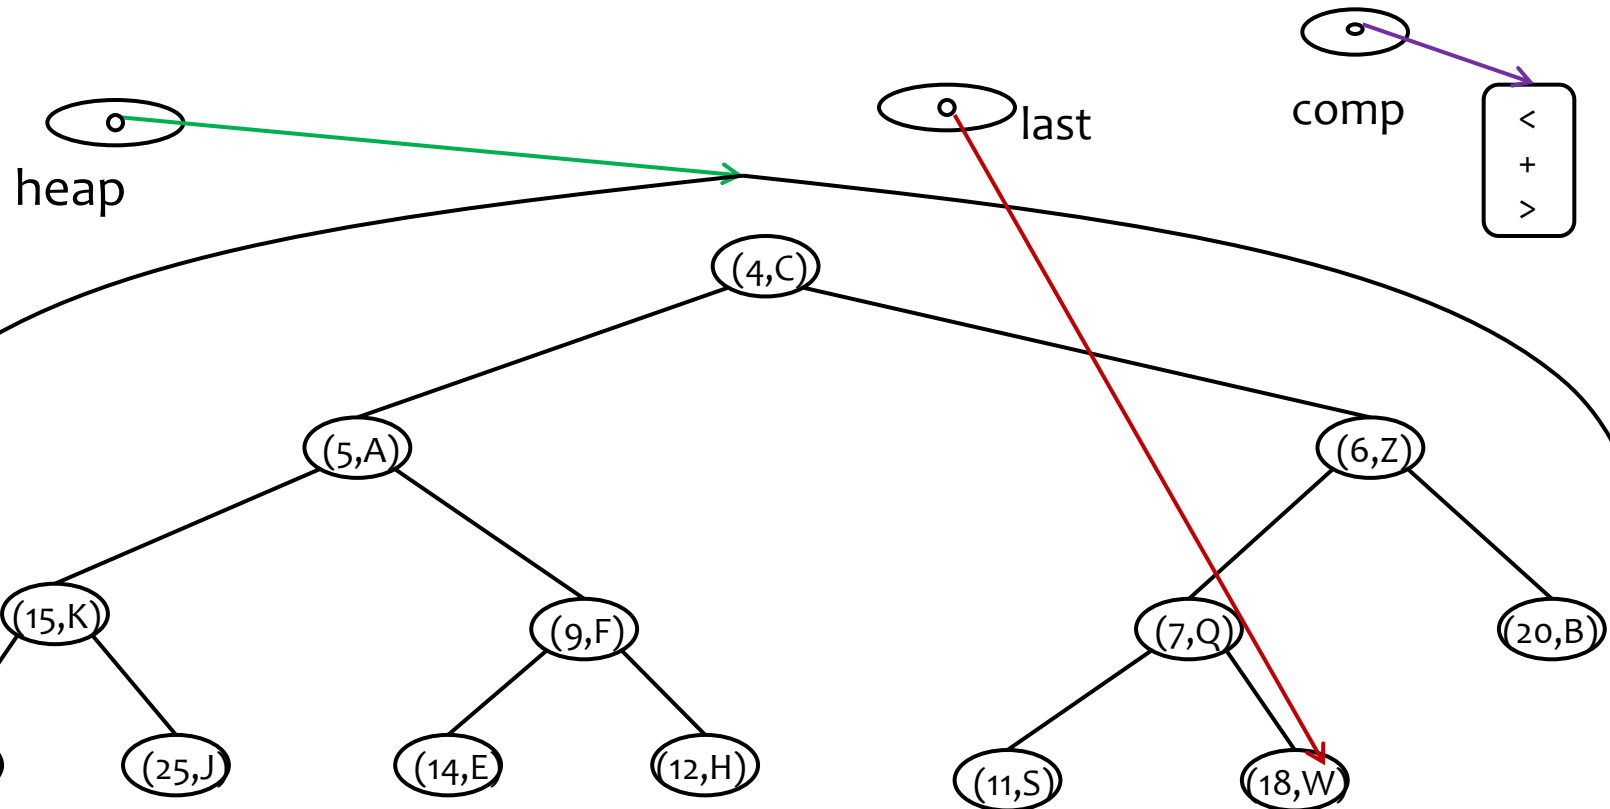 heap
last
comp
<
+
>
(4,C)
(5,A)
(6,Z)
(15,K)
(9,F)
(7,Q)
(20,B)
(25,J)
(14,E)
(12,H)
(11,S)
(18,W)